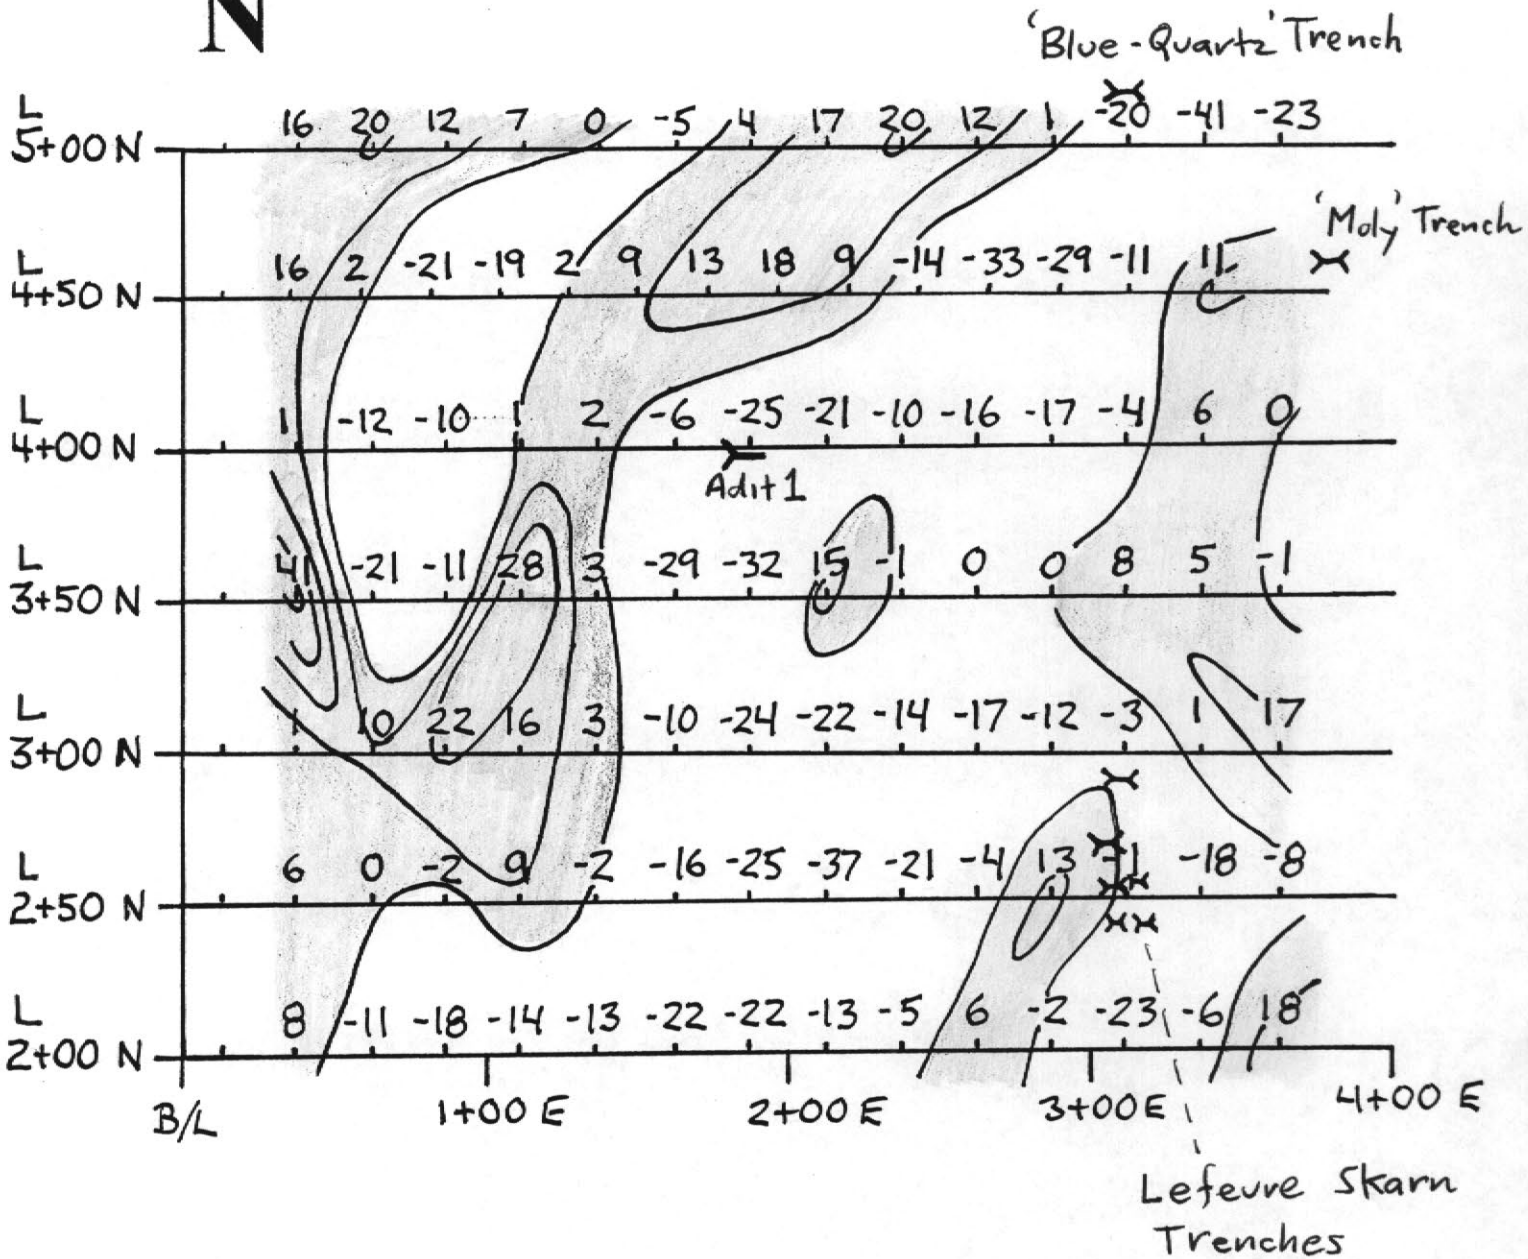 N
'Blue-Quartz' Trench
L 5+00 N 16 20 12 7 0 -5 4 17 20 12 1 -20 -41 -23
'Moly' Trench
L 4+50 N 16 2 -21 -19 2 9 13 18 9 -14 -33 -29 -11 11
L 4+00 N 1 -12 -10 1 2 -6 -25 -21 -10 -16 -17 -4 6 0
Adit 1
L 3+50 N 41 -21 -11 28 3 -29 -32 15 -1 0 0 8 5 -1
L 3+00 N 1 10 22 16 3 -10 -24 -22 -14 -17 -12 -3 1 17
L 2+50 N 6 0 -2 9 -2 -16 -25 -37 -21 -4 13 -1 -18 -8
L 2+00 N 8 -11 -18 -14 -13 -22 -22 -13 -5 6 -2 -23 -6 18
B/L 1+00 E 2+00 E 3+00 E 4+00 E
Lefevre Skarn
Trenches